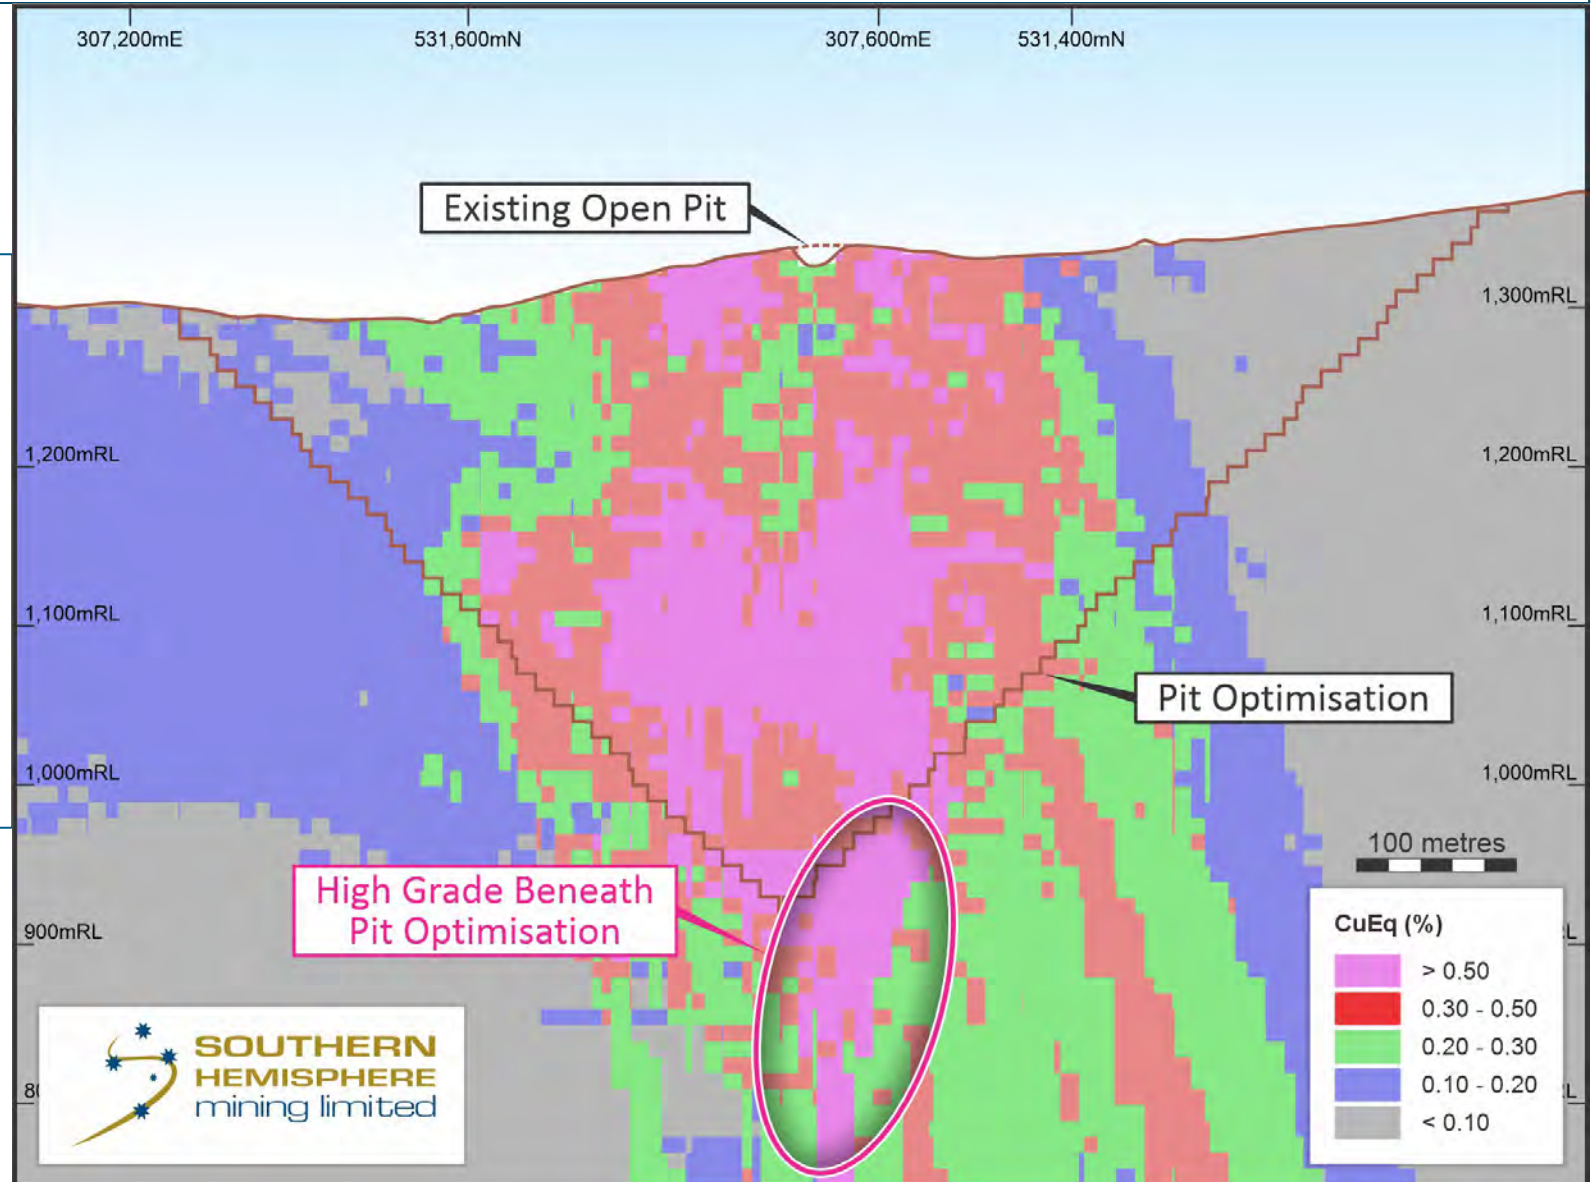 307,200mE 531,600mN 307,600mE 531,400mN
Existing Open Pit
1,300mRL
1,200mRL 1,200mRL
1,100mRL 1,100mRL
Pit Optimisation
1,000mRL 1,000mRL
100 metres
High Grade Beneath
Pit Optimisation
900mRL
CuEq (%)
> 0.50
0.30 - 0.50
0.20 - 0.30
0.10 - 0.20
< 0.10
SOUTHERN
HEMISPHERE
mining limited